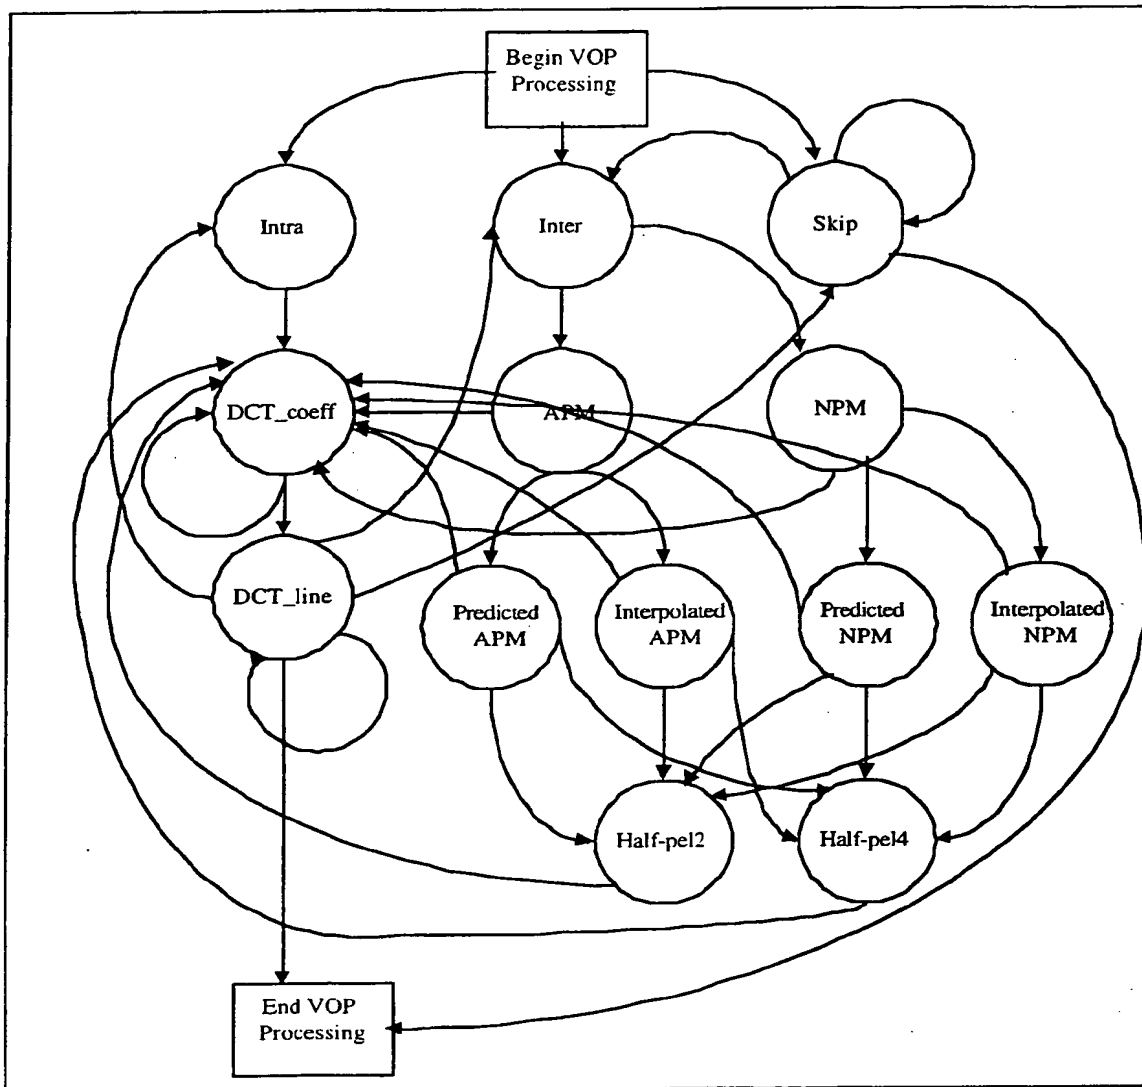 Begin VOP
Processing
Intra
Inter
Skip
DCT_coeff
APM
NPM
DCT_line
Predicted
APM
Interpolated
APM
Predicted
NPM
Interpolated
NPM
Half-pel2
Half-pel4
End VOP
Processing